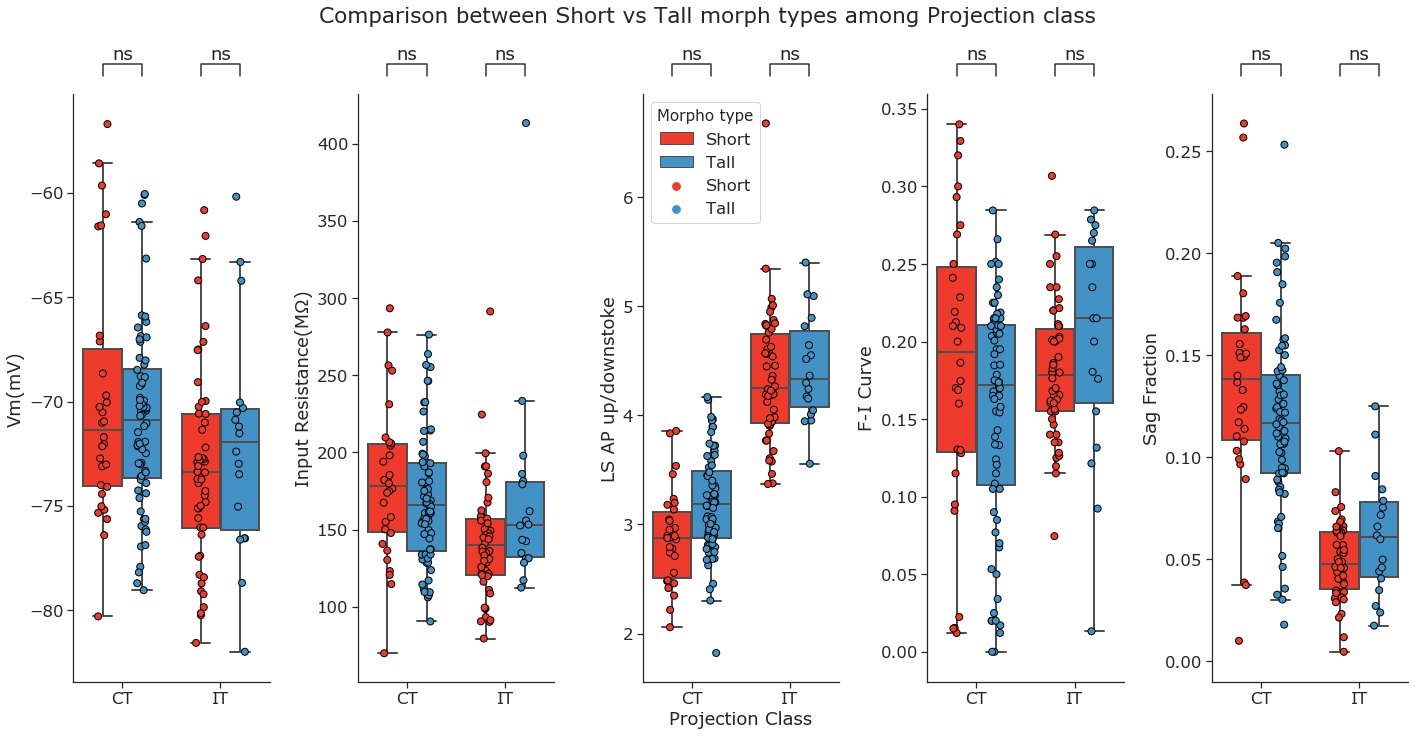 Comparison between Short vs Tall morph types among Projection class
ns ns ns ns ns ns ns ns ns ns
Vm(mV)
−60
−65
−70
−75
−80
CT IT
Input Resistance(MΩ)
400
350
300
250
200
150
100
CT IT
LS AP up/downstoke
6
5
4
3
2
Morpho type
Short
Tall
Short
Tall
CT IT
Projection Class
F-I Curve
0.35
0.30
0.25
0.20
0.15
0.10
0.05
0.00
CT IT
Sag Fraction
0.25
0.20
0.15
0.10
0.05
0.00
CT IT